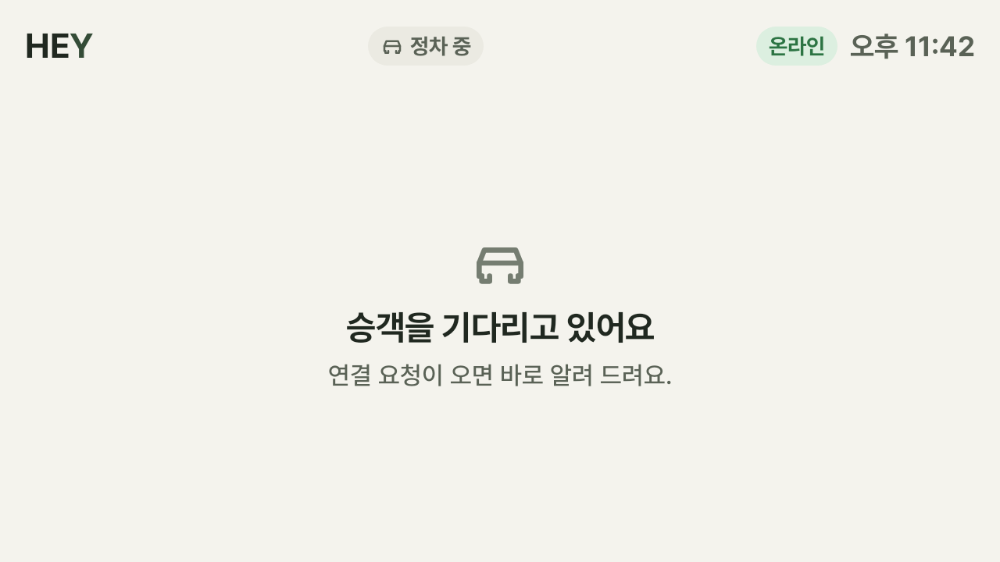 HEY
정차 중
온라인
오후 11:42
승객을 기다리고 있어요
연결 요청이 오면 바로 알려 드려요.